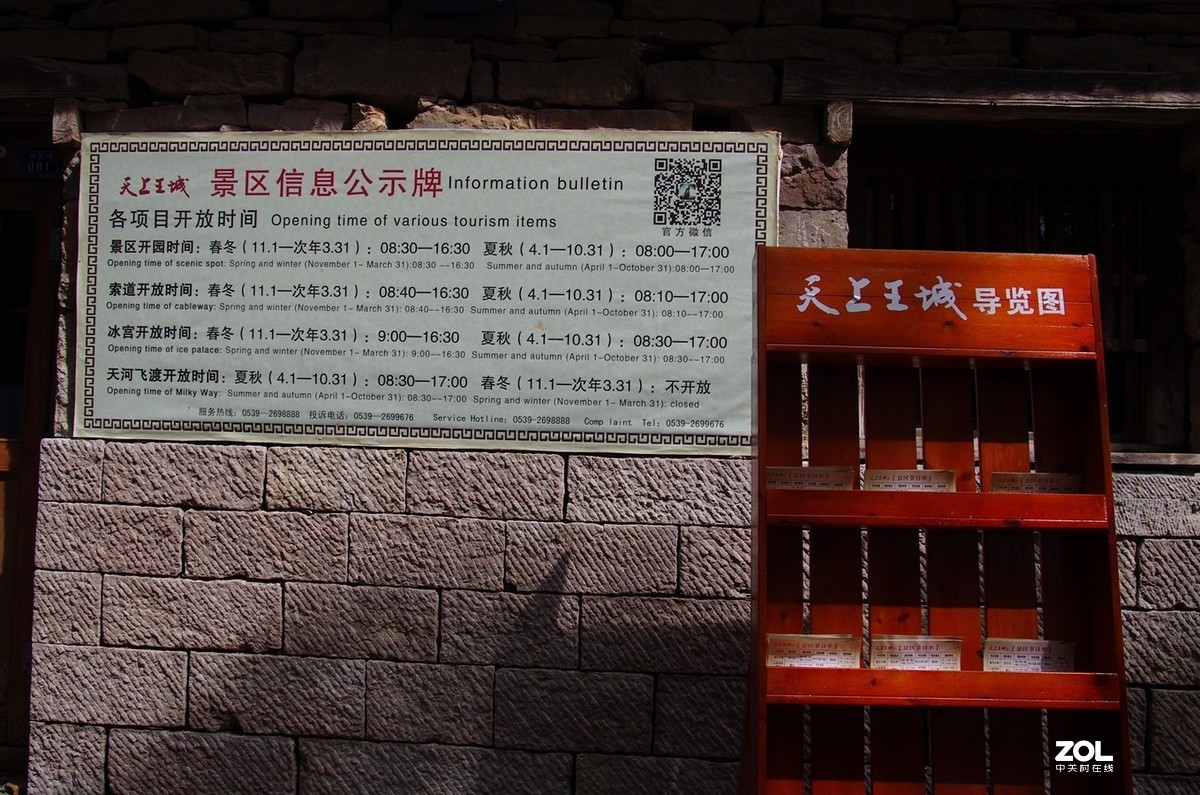 天上王城 景区信息公示牌 Information bulletin
官方微信
各项目开放时间 Opening time of various tourism items
景区开园时间：春冬（11.1—次年3.31）：08:30—16:30 夏秋（4.1—10.31）：08:00—17:00
Opening time of scenic spot: Spring and winter (November 1- March 31):08:30 --16:30 Summer and autumn (April 1-October 31):08:00—17:00
索道开放时间：春冬（11.1—次年3.31）：08:40—16:30 夏秋（4.1—10.31）：08:10—17:00
Opening time of cableway: Spring and winter (November 1- March 31): 08:40--16:30 Summer and autumn (April 1-October 31): 08:10--17:00
冰宫开放时间：春冬（11.1—次年3.31）：9:00—16:30 夏秋（4.1—10.31）：08:30—17:00
Opening time of ice palace: Spring and winter (November 1- March 31): 9:00--16:30 Summer and autumn (April 1-October 31): 08:30--17:00
天河飞渡开放时间：夏秋（4.1—10.31）：08:30—17:00 春冬（11.1—次年3.31）：不开放
Opening time of Milky Way: Summer and autumn (April 1-October 31): 08:30--17:00 Spring and winter (November 1- March 31): closed
服务热线：0539—2698888 投诉电话：0539—2699676 Service Hotline: 0539-2698888 Comp laint Tel: 0539-2699676
天上王城 导览图
ZOL
中关村在线